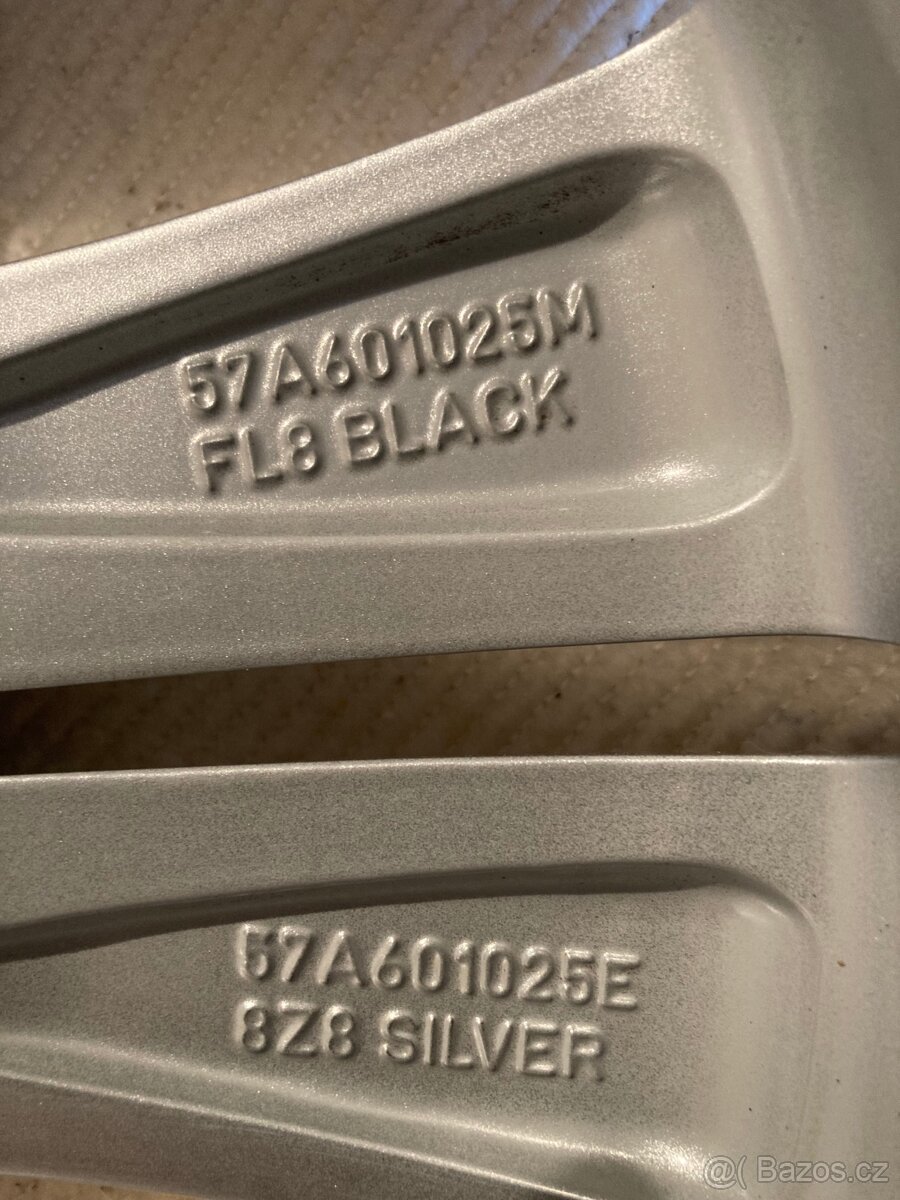 57A601025M
FL8 BLACK
57A601025E
8Z8 SILVER
@( Bazos.cz